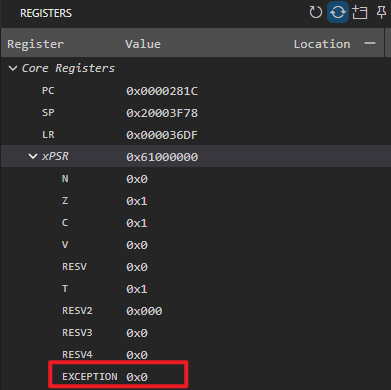 REGISTERS
Register Value Location
Core Registers
PC 0x0000281C
SP 0x20003F78
LR 0x000036DF
xPSR 0x61000000
N 0x0
Z 0x1
C 0x1
V 0x0
RESV 0x0
T 0x1
RESV2 0x000
RESV3 0x0
RESV4 0x0
EXCEPTION 0x0